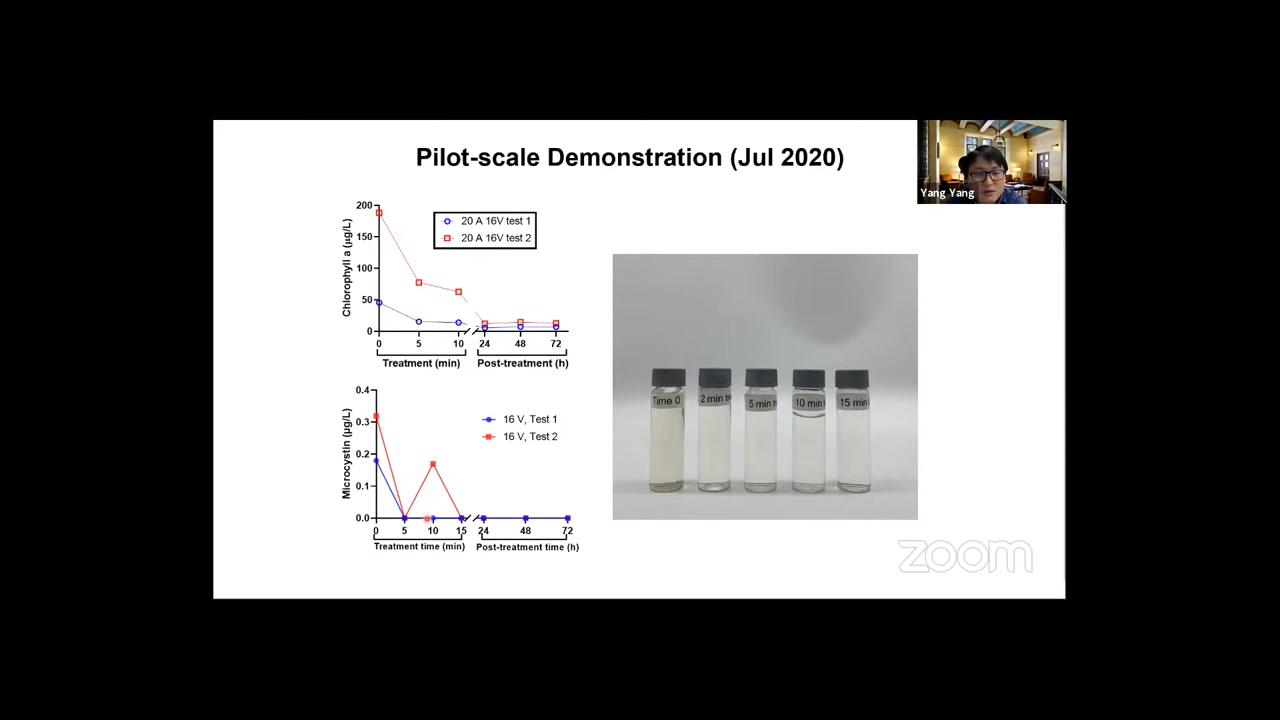 Pilot-scale Demonstration (Jul 2020)
Yang Yang
200
150
100
50
0
Chlorophyll a (µg/L)
20 A 16V test 1
20 A 16V test 2
0 5 10 24 48 72
Treatment (min) Post-treatment (h)
0.4
0.3
0.2
0.1
0.0
Microcystin (µg/L)
16 V, Test 1
16 V, Test 2
0 5 10 15 24 48 72
Treatment time (min) Post-treatment time (h)
Time 0 2 min 5 min 10 min 15 min
zoom